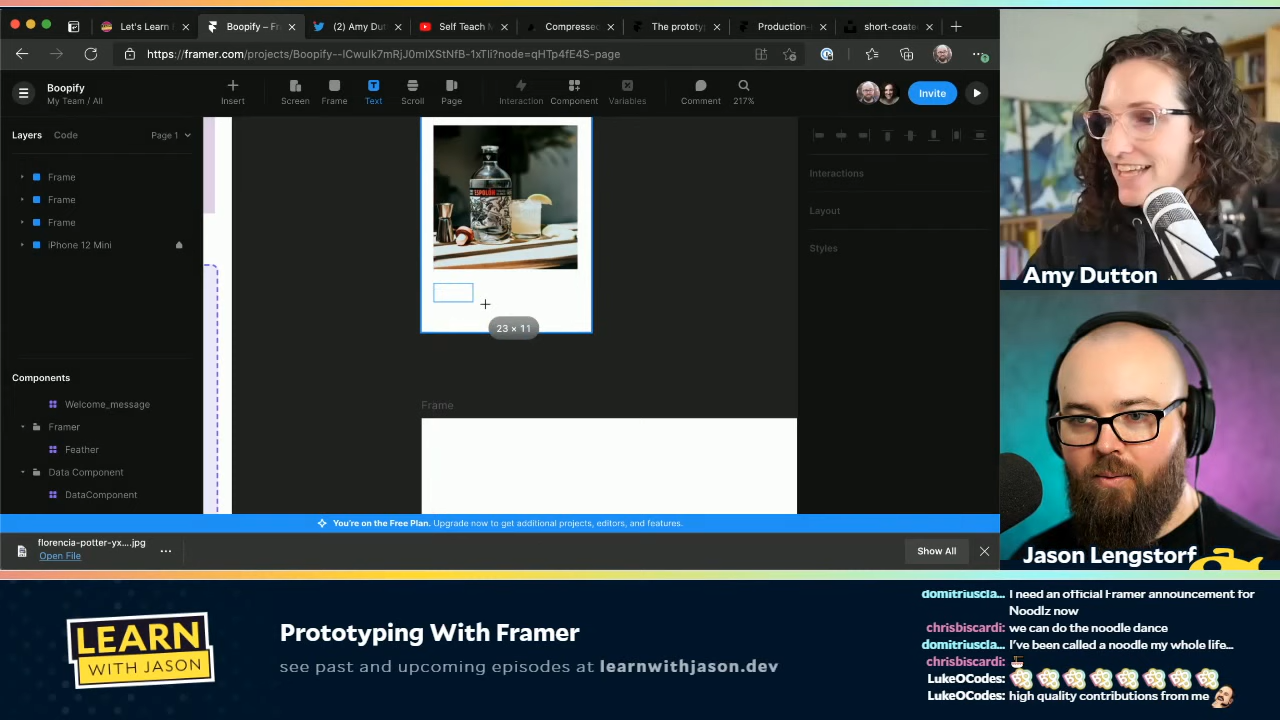 Let's Learn
Boopify – Fra
(2) Amy Dut
Self Teach M
Compressed
The prototy
Production-
short-coate
https://framer.com/projects/Boopify--lCwulk7mRjJ0mIXStNfB-1xTli?node=qHTp4fE4S-page
Boopify
My Team / All
Insert
Screen
Frame
Text
Scroll
Page
Interaction
Component
Variables
Comment
217%
Invite
Layers
Code
Page 1
Frame
Frame
Frame
iPhone 12 Mini
Components
Welcome_message
Framer
Feather
Data Component
DataComponent
ESPOLÒN
23 × 11
Frame
Interactions
Layout
Styles
You're on the Free Plan. Upgrade now to get additional projects, editors, and features.
florencia-potter-yx....jpg
Open File
Show All
Amy Dutton
Jason Lengstorf
LEARN
WITH JASON
Prototyping With Framer
see past and upcoming episodes at learnwithjason.dev
domitriuscla... I need an official Framer announcement for
Noodlz now
chrisbiscardi: we can do the noodle dance
domitriuscla... I've been called a noodle my whole life...
chrisbiscardi:
LukeOCodes:
LukeOCodes: high quality contributions from me